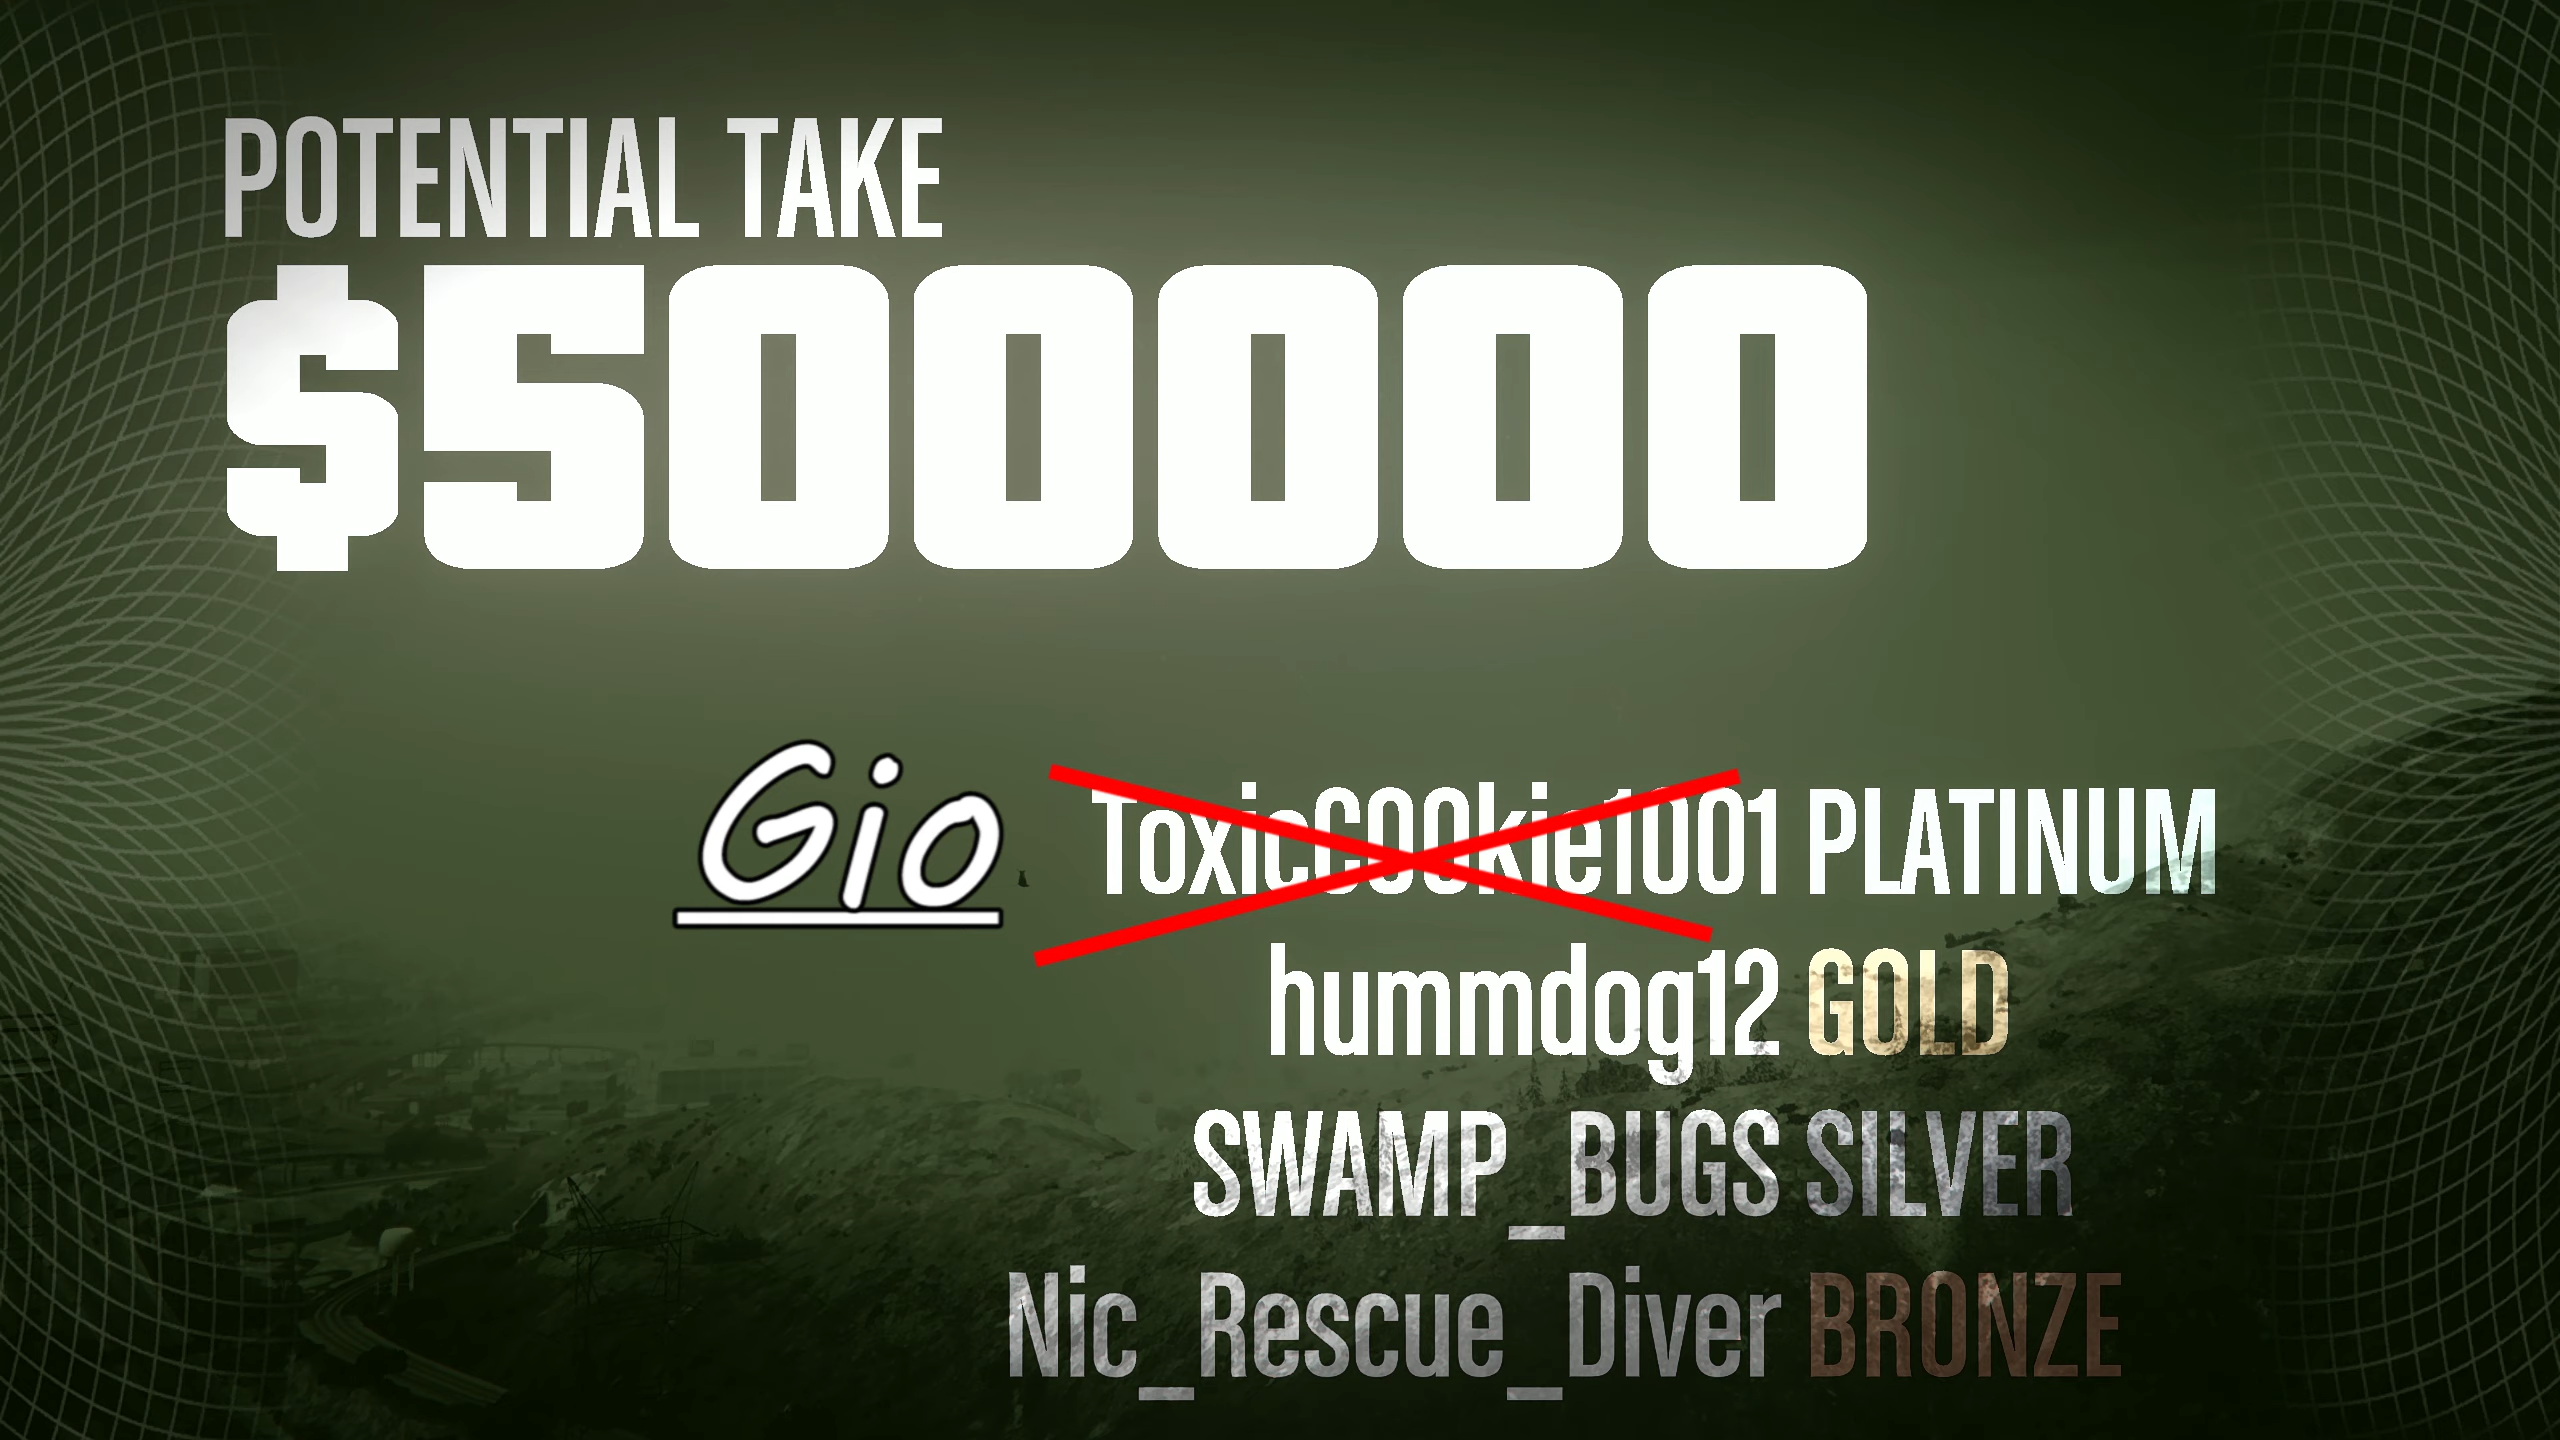 POTENTIAL TAKE
$500000
Gio ToxicC00kie1001 PLATINUM
hummdog12 GOLD
SWAMP_BUGS SILVER
Nic_Rescue_Diver BRONZE